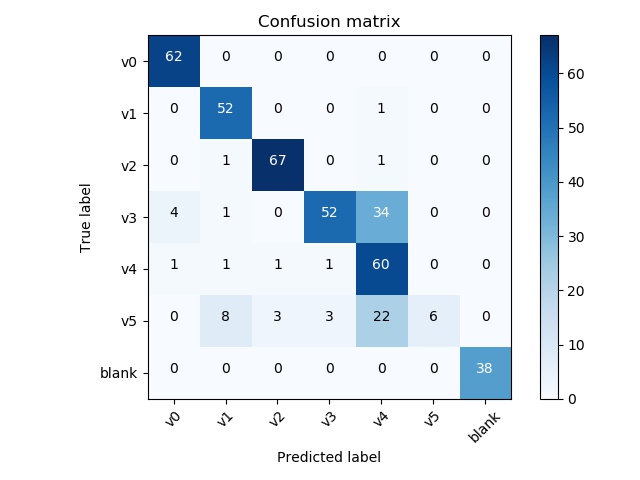 Confusion matrix
v0 62 0 0 0 0 0 0
v1 0 52 0 0 1 0 0
v2 0 1 67 0 1 0 0
v3 4 1 0 52 34 0 0
v4 1 1 1 1 60 0 0
v5 0 8 3 3 22 6 0
blank 0 0 0 0 0 0 38
v0 v1 v2 v3 v4 v5 blank
Predicted label
True label
60
50
40
30
20
10
0